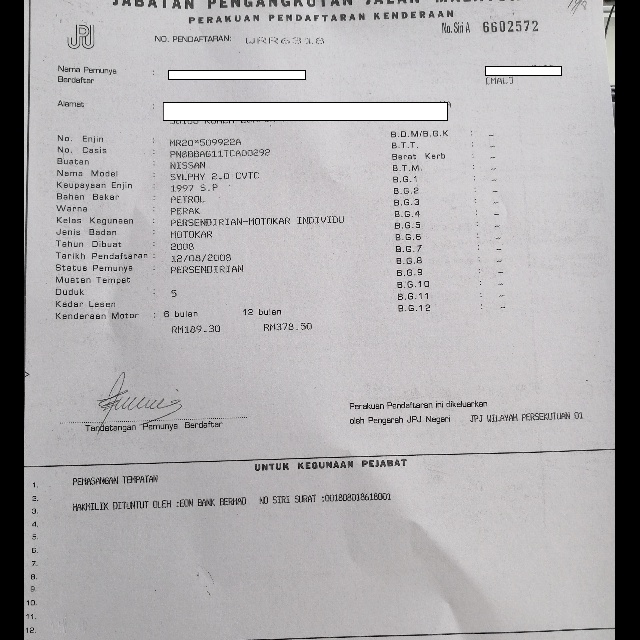 JABATAN PENGANGKUTAN JALAN
PERAKUAN PENDAFTARAN KENDERAAN
No. Siri A 6602572
NO. PENDAFTARAN:
Nama Pemunya :
Berdaftar
(MAL)
Alamat :
No. Enjin : MR20*509922A
No. Casis : PN8BBAG11TCA00292
Buatan : NISSAN
Nama Model : SYLPHY 2.0 CVTC
Keupayaan Enjin : 1997 S.P
Bahan Bakar : PETROL
Warna : PERAK
Kelas Kegunaan : PERSENDIRIAN-MOTOKAR INDIVIDU
Jenis Badan : MOTOKAR
Tahun Dibuat : 2008
Tarikh Pendaftaran : 12/08/2008
Status Pemunya : PERSENDIRIAN
Muatan Tempat
Duduk : 5
Kadar Lesen
Kenderaan Motor : 6 bulan 12 bulan
RM189.30 RM378.50
B.D.M/B.G.K : -
B.T.T. : -
Berat Kerb : -
B.T.M. : -
B.G.1 : -
B.G.2 : -
B.G.3 : -
B.G.4 : -
B.G.5 : -
B.G.6 : -
B.G.7 : -
B.G.8 : -
B.G.9 : -
B.G.10 : -
B.G.11 : -
B.G.12 : -
Tandatangan Pemunya Berdaftar
Perakuan Pendaftaran ini dikeluarkan
oleh Pengarah JPJ Negeri JPJ WILAYAH PERSEKUTUAN 01
UNTUK KEGUNAAN PEJABAT
1. PEMASANGAN TEMPATAN
2.
3. HAKMILIK DITUNTUT OLEH :EON BANK BERHAD NO SIRI SURAT :001808018618001
4.
5.
6.
7.
8.
9.
10.
11.
12.